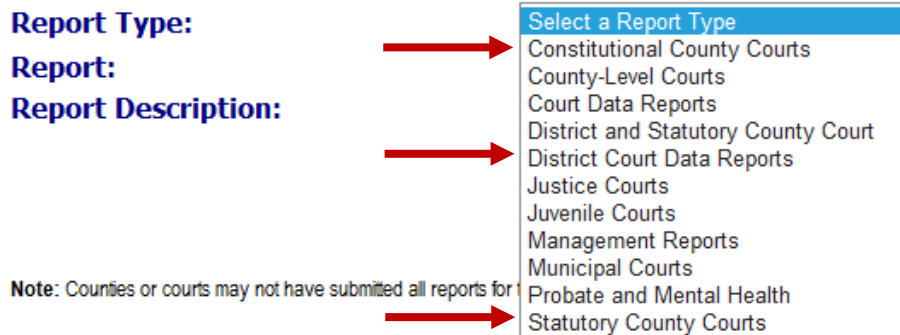 Report Type:
Report:
Report Description:
Select a Report Type
Constitutional County Courts
County-Level Courts
Court Data Reports
District and Statutory County Court
District Court Data Reports
Justice Courts
Juvenile Courts
Management Reports
Municipal Courts
Probate and Mental Health
Statutory County Courts
Note: Counties or courts may not have submitted all reports for